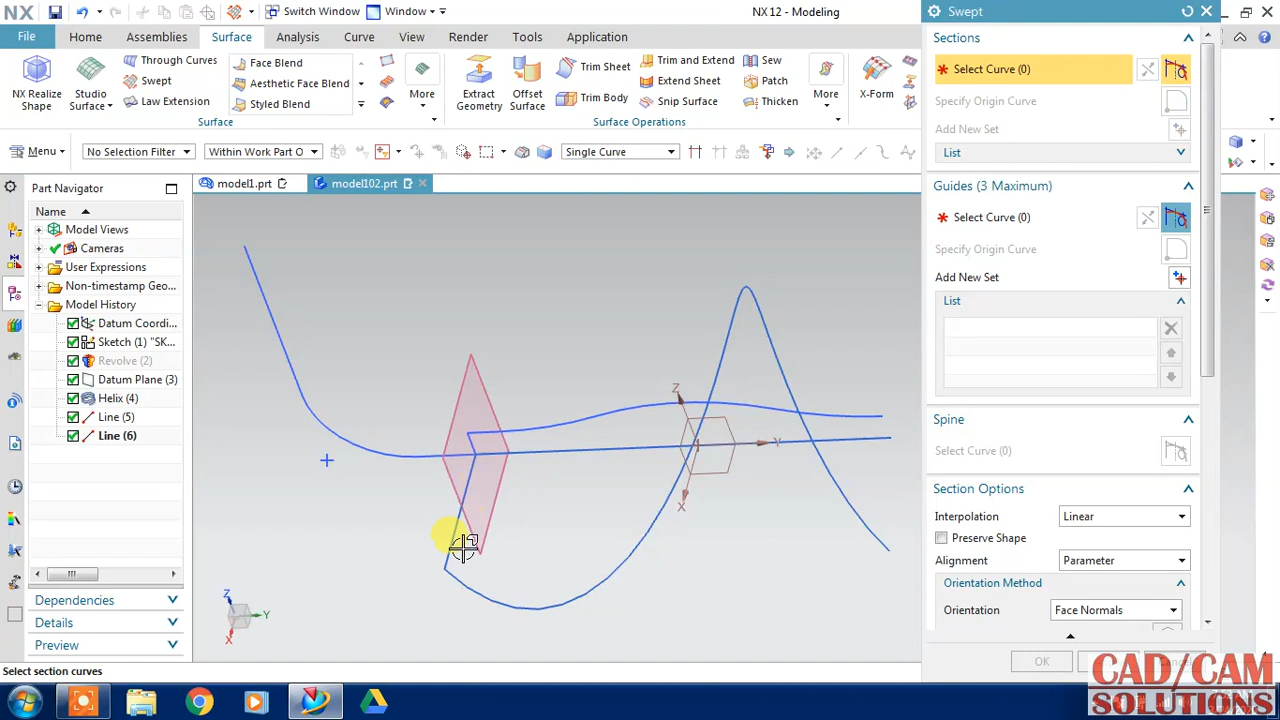 NX
Switch Window
Window
NX 12 - Modeling
Swept
File
Home
Assemblies
Surface
Analysis
Curve
View
Render
Tools
Application
Sections
NX Realize Shape
Studio Surface
Through Curves
Swept
Law Extension
Face Blend
Aesthetic Face Blend
Styled Blend
More
Surface
Extract Geometry
Offset Surface
Trim Sheet
Trim Body
Trim and Extend
Extend Sheet
Snip Surface
Sew
Patch
Thicken
More
X-Form
Surface Operations
Select Curve (0)
Specify Origin Curve
Add New Set
List
Menu
No Selection Filter
Within Work Part O
Single Curve
Part Navigator
model1.prt
model102.prt
Guides (3 Maximum)
Select Curve (0)
Specify Origin Curve
Add New Set
List
Name
Model Views
Cameras
User Expressions
Non-timestamp Geo...
Model History
Datum Coordi...
Sketch (1) "SK...
Revolve (2)
Datum Plane (3)
Helix (4)
Line (5)
Line (6)
Z
Y
X
Spine
Select Curve (0)
Section Options
Interpolation
Linear
Preserve Shape
Alignment
Parameter
Orientation Method
Orientation
Face Normals
Dependencies
Details
Preview
Z
Y
X
OK
Select section curves
CAD/CAM
SOLUTIONS